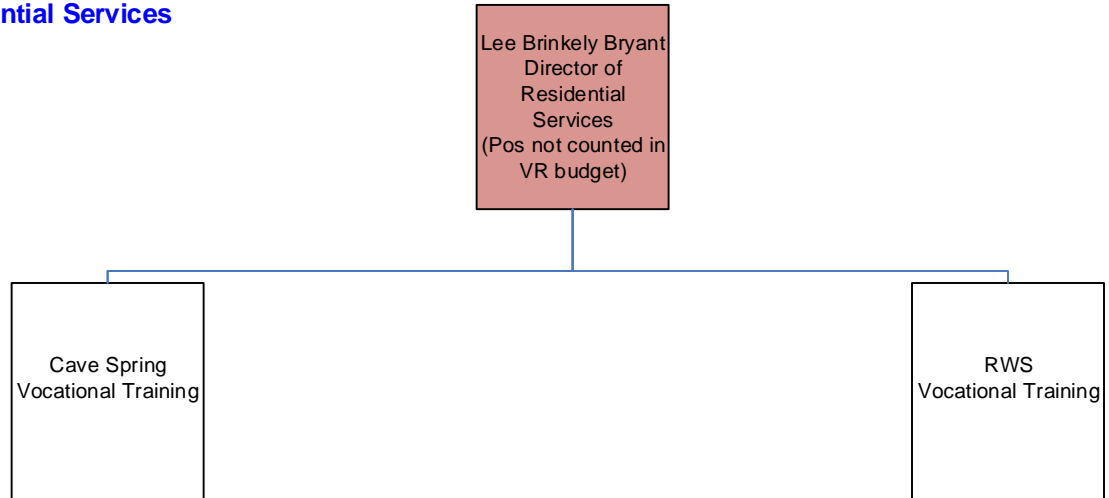 ntial Services
Lee Brinkely Bryant
Director of
Residential
Services
(Pos not counted in
VR budget)
Cave Spring
Vocational Training
RWS
Vocational Training